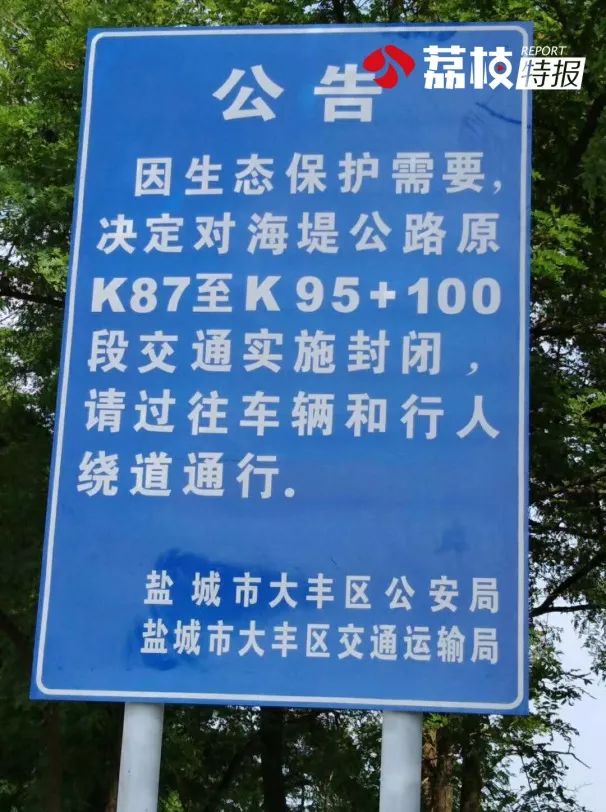 荔枝
REPORT
特报
公告
因生态保护需要,
决定对海堤公路原
K87至K95+100
段交通实施封闭,
请过往车辆和行人
绕道通行.
盐城市大丰区公安局
盐城市大丰区交通运输局